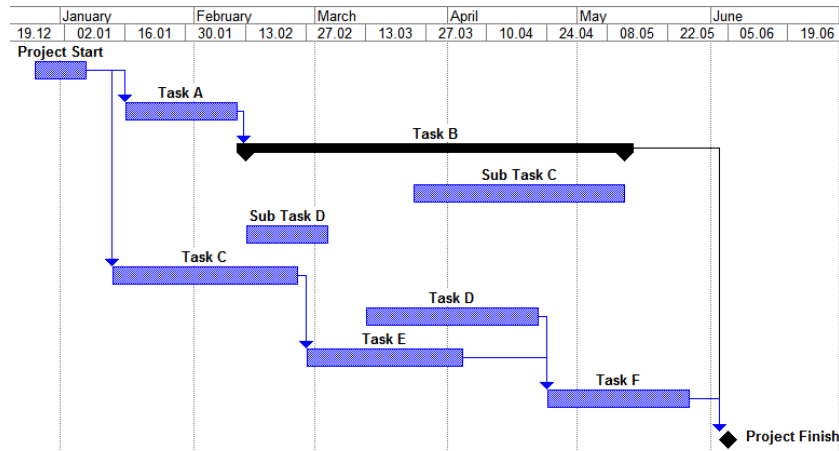 January February March April May June
19.12 02.01 16.01 30.01 13.02 27.02 13.03 27.03 10.04 24.04 08.05 22.05 05.06 19.06
Project Start
Task A
Task B
Sub Task C
Sub Task D
Task C
Task D
Task E
Task F
Project Finish